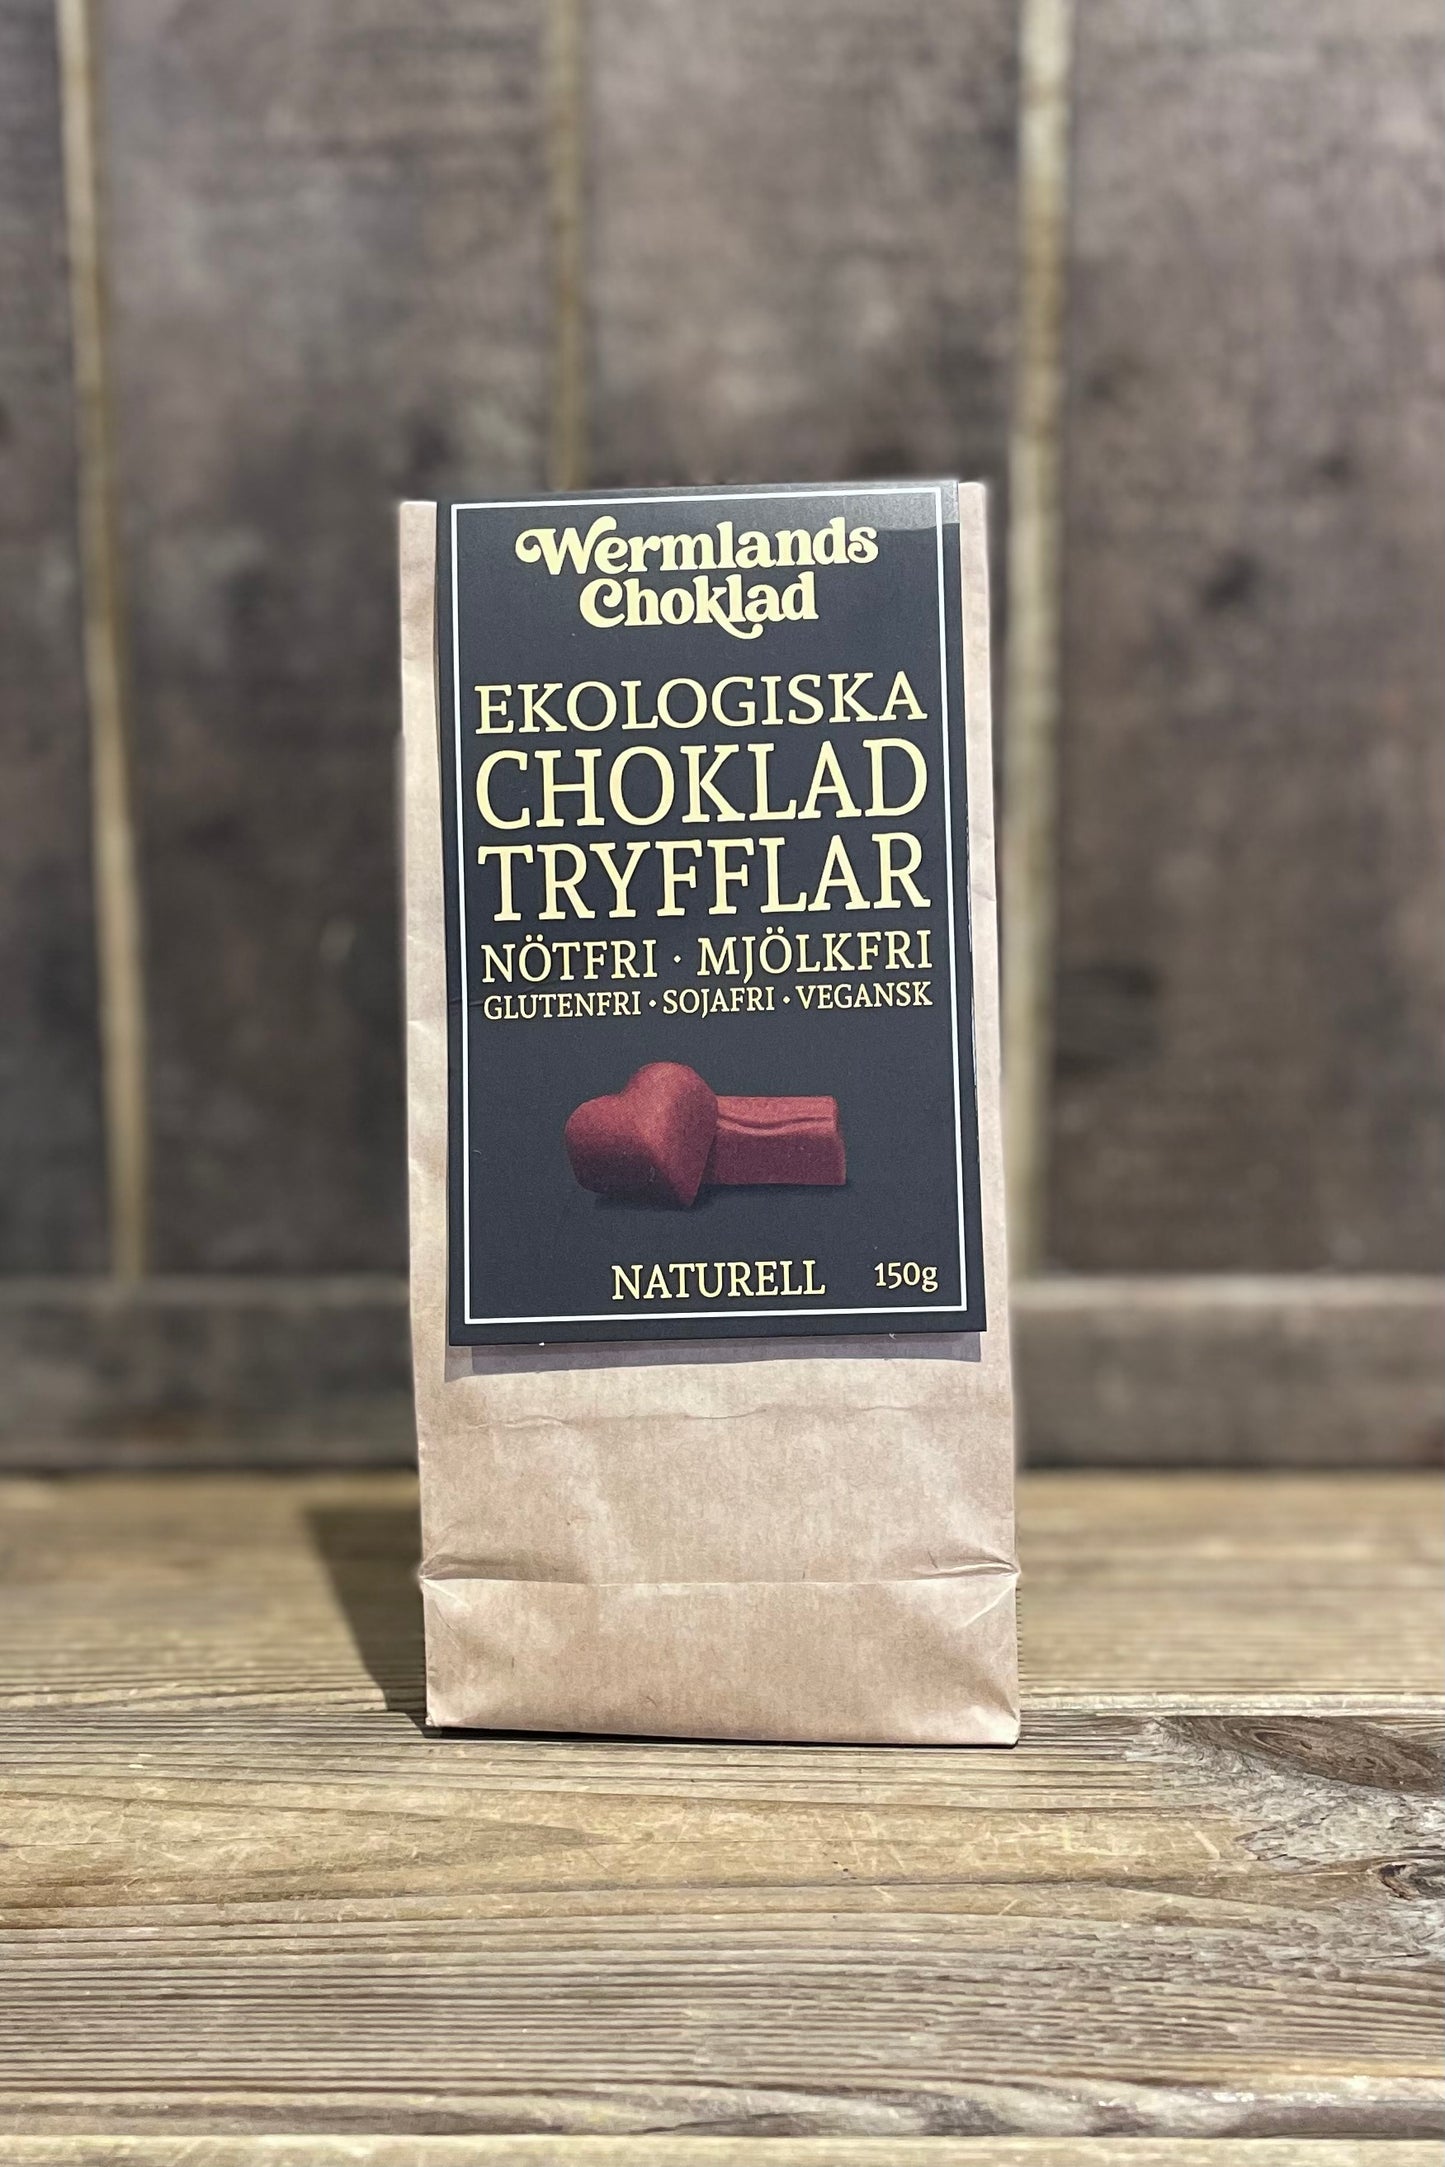 Wermlands
Choklad
EKOLOGISKA
CHOKLAD
TRYFFLAR
NÖTFRI · MJÖLKFRI
GLUTENFRI · SOJAFRI · VEGANSK
NATURELL 150g